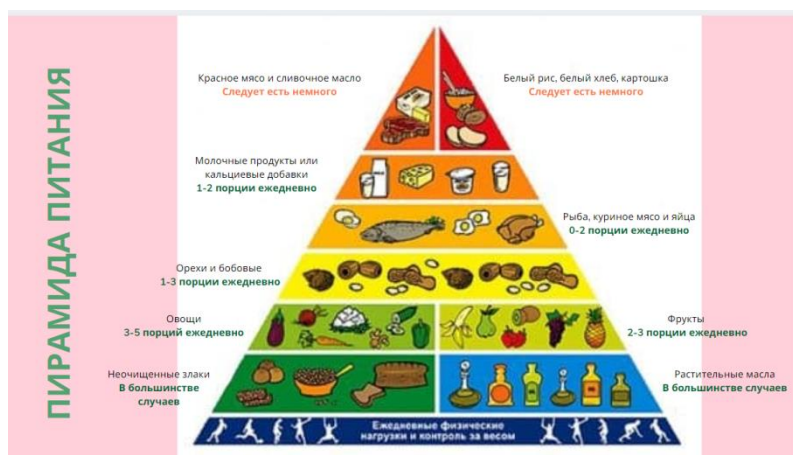 ПИРАМИДА ПИТАНИЯ
Красное мясо и сливочное масло
Следует есть немного
Белый рис, белый хлеб, картошка
Следует есть немного
Молочные продукты или
кальциевые добавки
1-2 порции ежедневно
Рыба, куриное мясо и яйца
0-2 порции ежедневно
Орехи и бобовые
1-3 порции ежедневно
Овощи
3-5 порций ежедневно
Фрукты
2-3 порции ежедневно
Неочищенные злаки
В большинстве
случаев
Растительные масла
В большинстве случаев
Ежедневные физические
нагрузки и контроль за весом